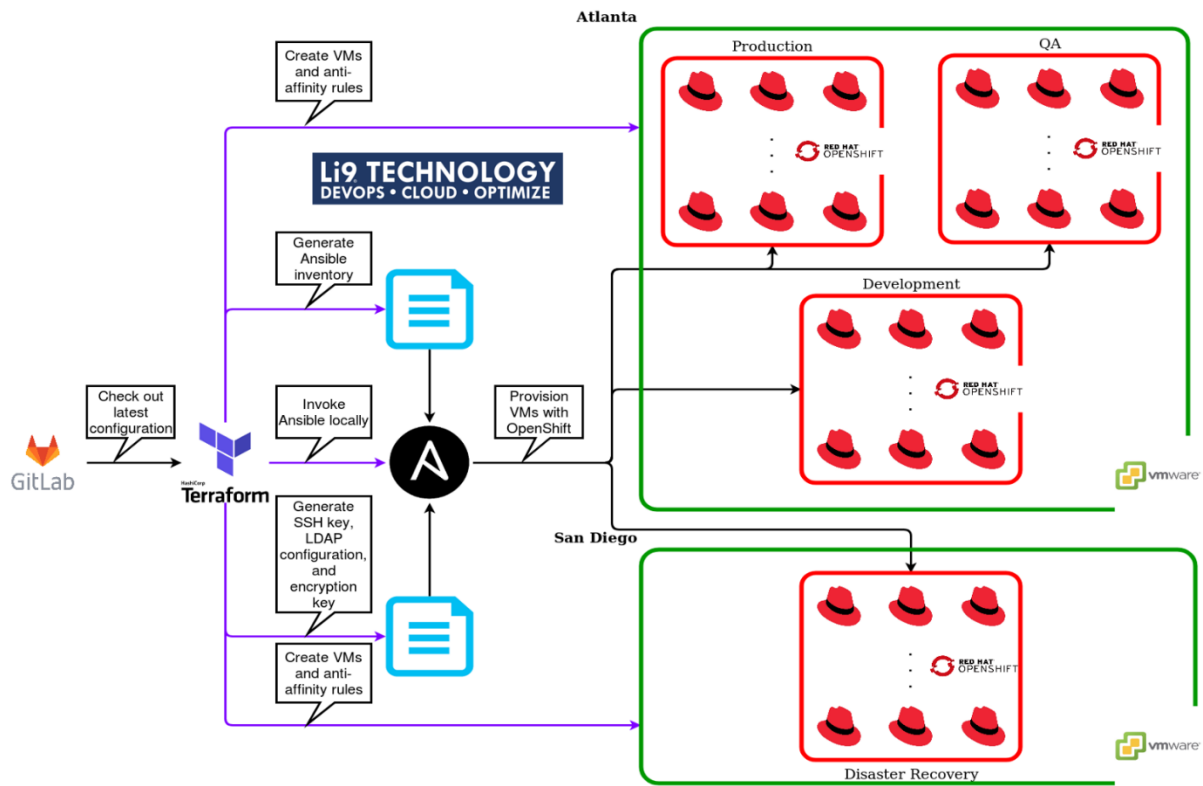 Atlanta
Production
QA
Create VMs
and anti-
affinity rules
RED HAT
OPENSHIFT
RED HAT
OPENSHIFT
Li9 TECHNOLOGY
DEVOPS • CLOUD • OPTIMIZE
Generate
Ansible
inventory
Development
Check out
latest
configuration
Invoke
Ansible locally
Provision
VMs with
OpenShift
RED HAT
OPENSHIFT
GitLab
HashiCorp
Terraform
vmware
Generate
SSH key,
LDAP
configuration,
and
encryption
key
San Diego
Create VMs
and anti-
affinity rules
RED HAT
OPENSHIFT
vmware
Disaster Recovery